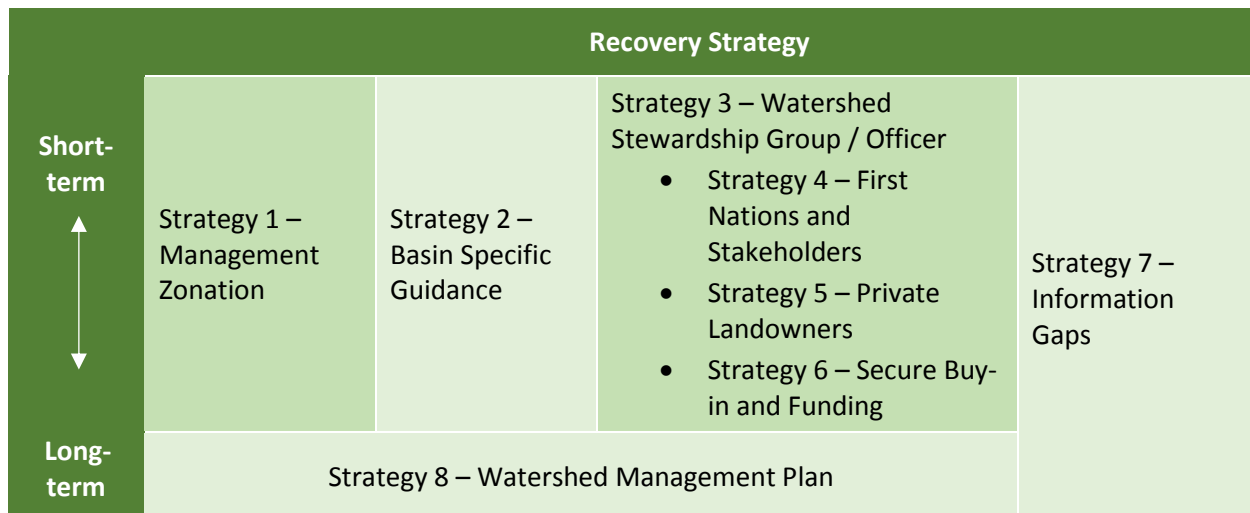 Recovery Strategy
Short-
term
Strategy 1 –
Management
Zonation
Strategy 2 –
Basin Specific
Guidance
Strategy 3 – Watershed
Stewardship Group / Officer
• Strategy 4 – First
Nations and
Stakeholders
• Strategy 5 – Private
Landowners
• Strategy 6 – Secure Buy-
in and Funding
Strategy 7 –
Information
Gaps
Long-
term
Strategy 8 – Watershed Management Plan